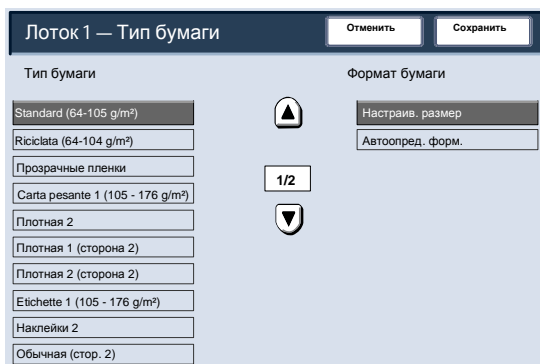 Лоток 1 — Тип бумаги
Отменить
Сохранить
Тип бумаги
Формат бумаги
Standard (64-105 g/m²)
Riciclata (64-104 g/m²)
Прозрачные пленки
Carta pesante 1 (105 - 176 g/m²)
Плотная 2
Плотная 1 (сторона 2)
Плотная 2 (сторона 2)
Etichette 1 (105 - 176 g/m²)
Наклейки 2
Обычная (стор. 2)
1/2
Настраив. размер
Автоопред. форм.